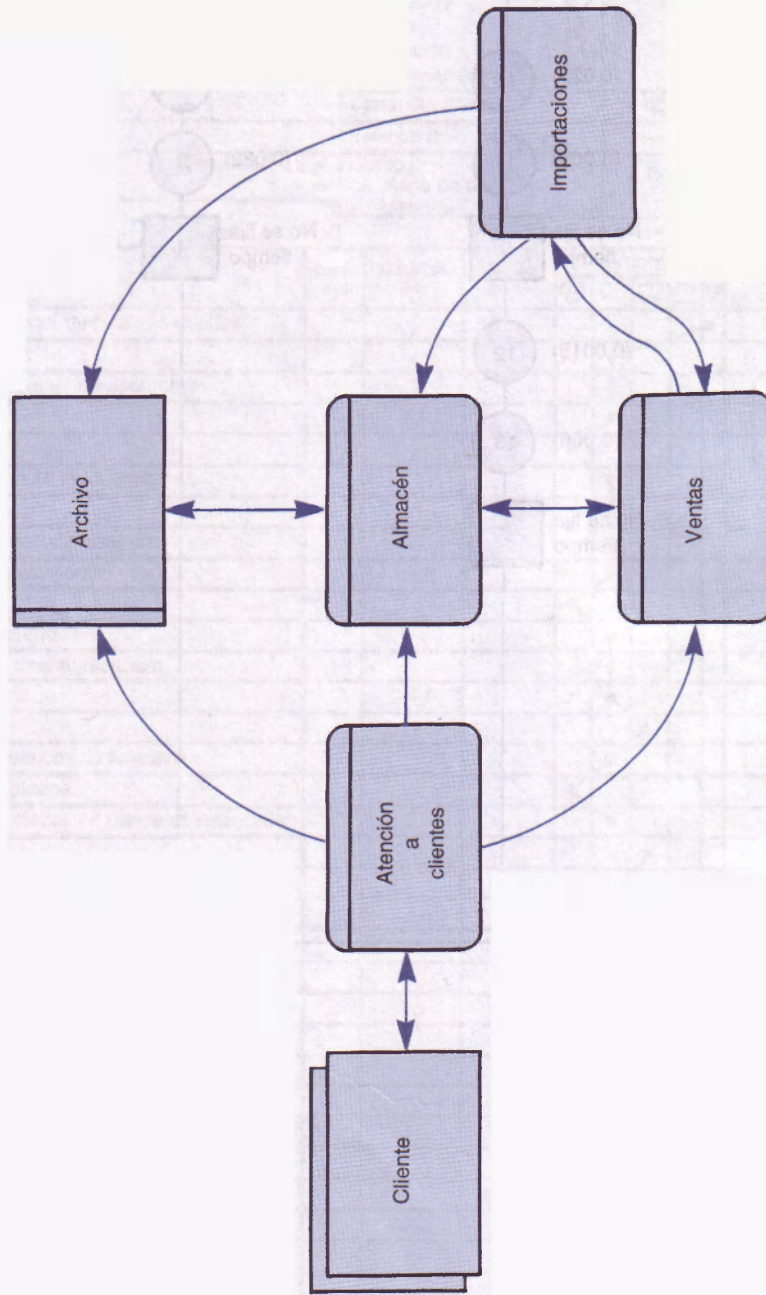 Cliente
Atención
a
clientes
Archivo
Almacén
Ventas
Importaciones